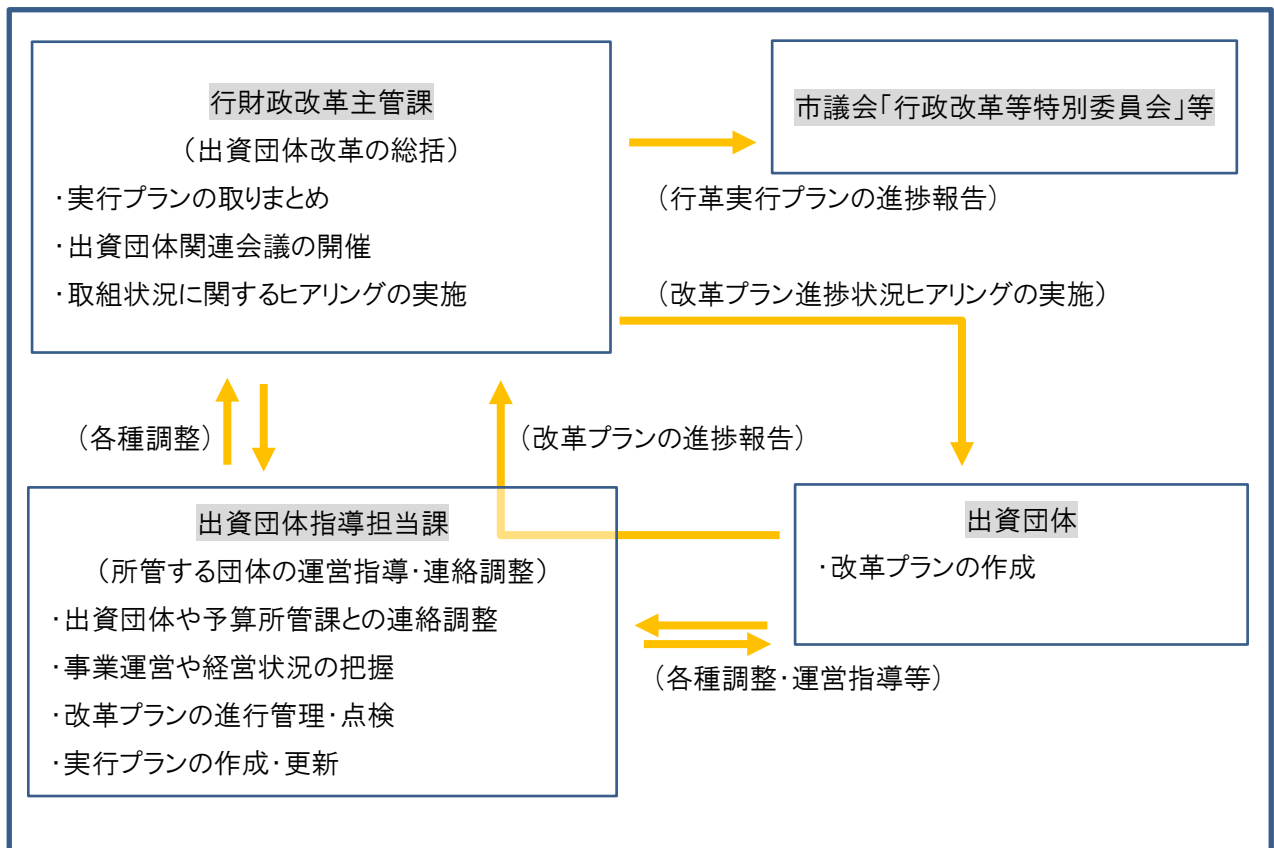 行財政改革主管課
（出資団体改革の総括）
・実行プランの取りまとめ
・出資団体関連会議の開催
・取組状況に関するヒアリングの実施
市議会「行政改革等特別委員会」等
（行革実行プランの進捗報告）
（改革プラン進捗状況ヒアリングの実施）
（各種調整）
（改革プランの進捗報告）
出資団体指導担当課
（所管する団体の運営指導・連絡調整）
・出資団体や予算所管課との連絡調整
・事業運営や経営状況の把握
・改革プランの進行管理・点検
・実行プランの作成・更新
出資団体
・改革プランの作成
（各種調整・運営指導等）